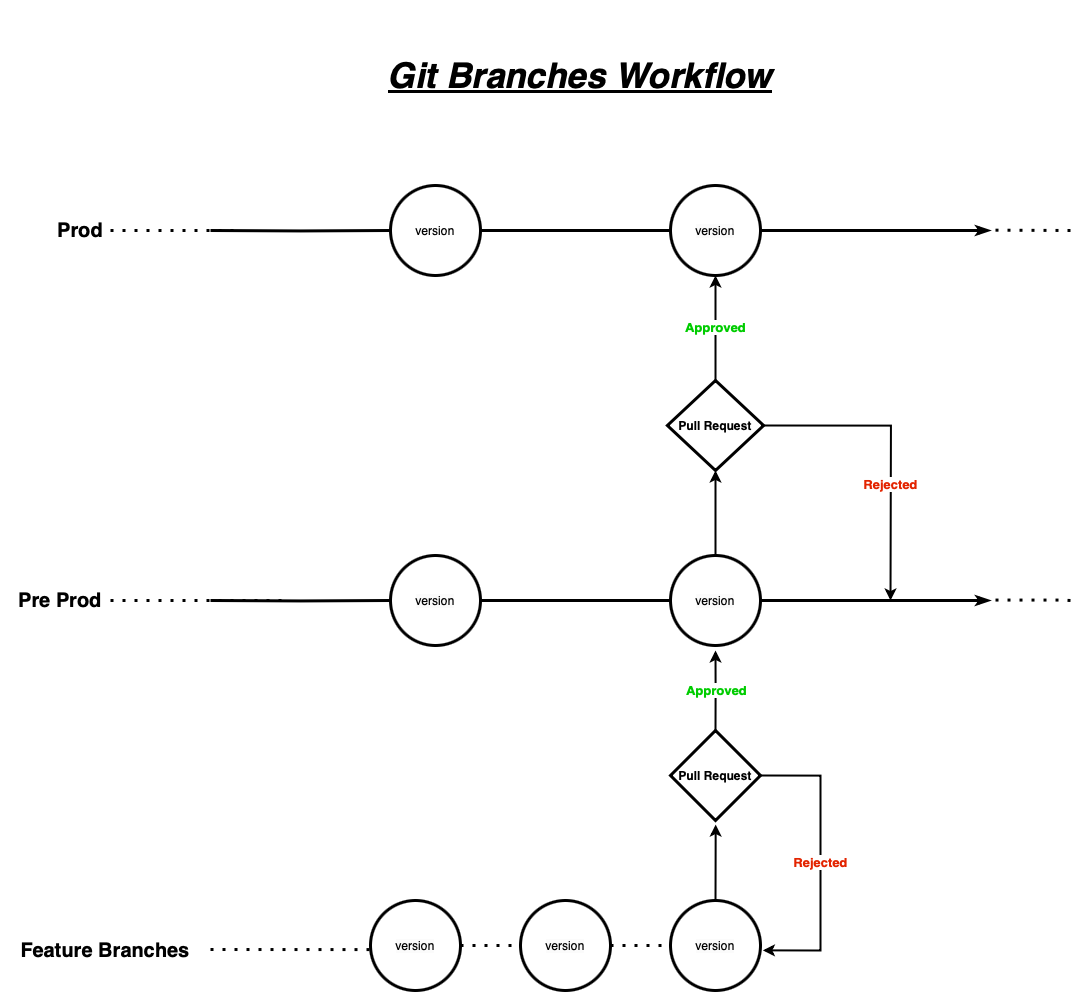 Git Branches Workflow
Prod
version
version
Approved
Pull Request
Rejected
Pre Prod
version
version
Approved
Pull Request
Rejected
Feature Branches
version
version
version